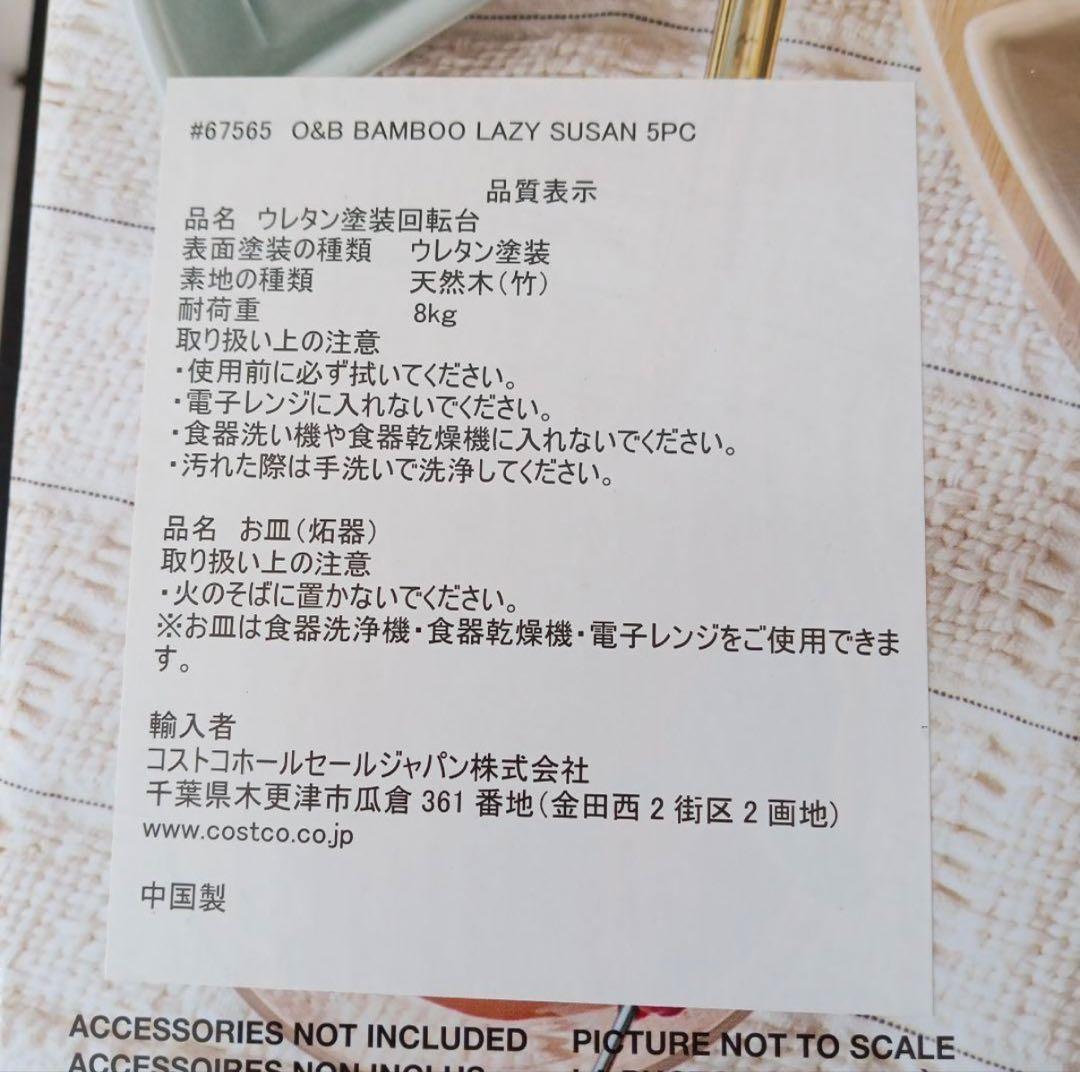 #67565 O&B BAMBOO LAZY SUSAN 5PC
品質表示
品名 ウレタン塗装回転台
表面塗装の種類 ウレタン塗装
素地の種類 天然木（竹）
耐荷重 8kg
取り扱い上の注意
・使用前に必ず拭いてください。
・電子レンジに入れないでください。
・食器洗い機や食器乾燥機に入れないでください。
・汚れた際は手洗いで洗浄してください。
品名 お皿（炻器）
取り扱い上の注意
・火のそばに置かないでください。
※お皿は食器洗浄機・食器乾燥機・電子レンジをご使用できま
す。
輸入者
コストコホールセールジャパン株式会社
千葉県木更津市瓜倉 361 番地（金田西 2 街区 2 画地）
www.costco.co.jp
中国製
ACCESSORIES NOT INCLUDED PICTURE NOT TO SCALE
ACCESSOIRES NON INCLUS